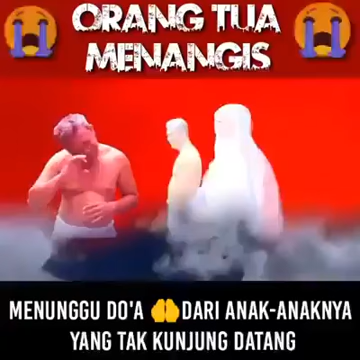 ORANG TUA
MENANGIS
MENUNGGU DO'A 🤲 DARI ANAK-ANAKNYA
YANG TAK KUNJUNG DATANG